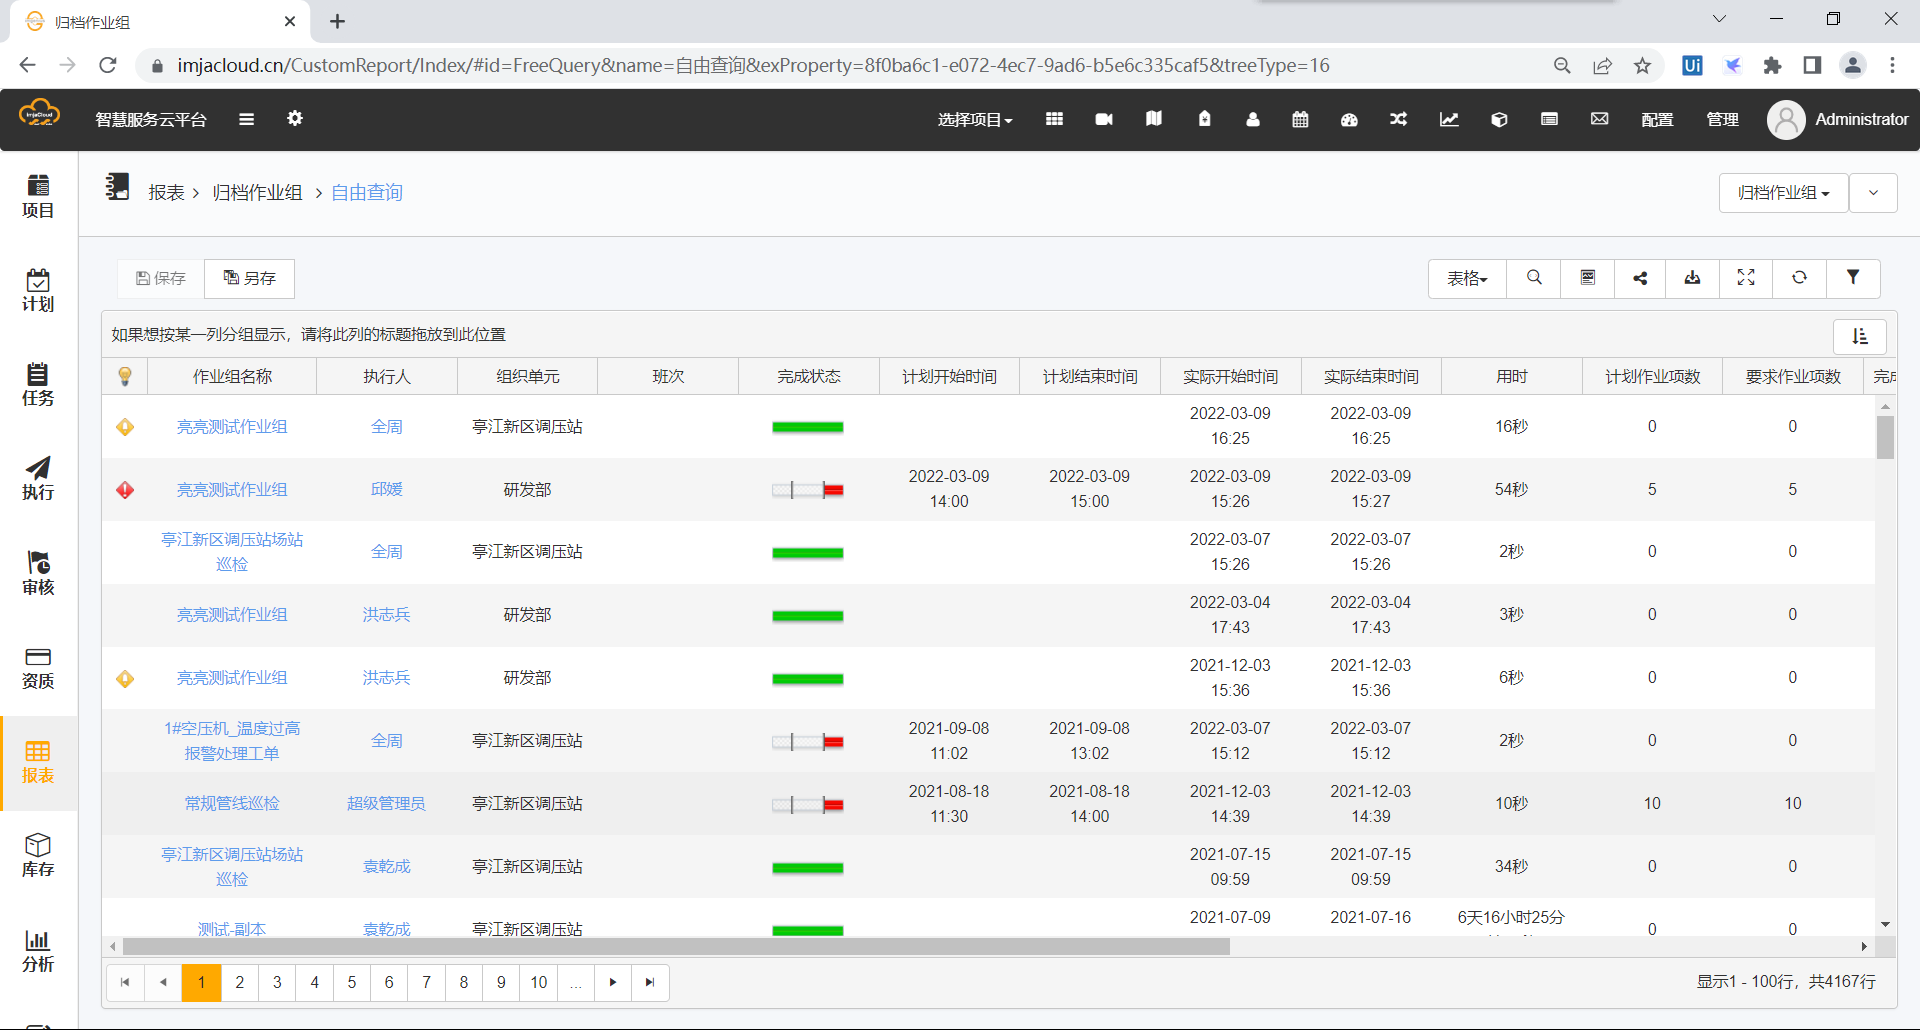 归档作业组
imjacloud.cn/CustomReport/Index/#id=FreeQuery&name=自由查询&exProperty=8f0ba6c1-e072-4ec7-9ad6-b5e6c335caf5&treeType=16
imjaCloud 智慧服务云平台 选择项目 配置 管理 Administrator
报表 > 归档作业组 > 自由查询 归档作业组
项目
计划
任务
执行
审核
资质
报表
库存
分析
保存 另存 表格
如果想按某一列分组显示，请将此列的标题拖放到此位置
作业组名称 执行人 组织单元 班次 完成状态 计划开始时间 计划结束时间 实际开始时间 实际结束时间 用时 计划作业项数 要求作业项数 完成
亮亮测试作业组 全周 亭江新区调压站 2022-03-09 16:25 2022-03-09 16:25 16秒 0 0
亮亮测试作业组 邱媛 研发部 2022-03-09 14:00 2022-03-09 15:00 2022-03-09 15:26 2022-03-09 15:27 54秒 5 5
亭江新区调压站场站巡检 全周 亭江新区调压站 2022-03-07 15:26 2022-03-07 15:26 2秒 0 0
亮亮测试作业组 洪志兵 研发部 2022-03-04 17:43 2022-03-04 17:43 3秒 0 0
亮亮测试作业组 洪志兵 研发部 2021-12-03 15:36 2021-12-03 15:36 6秒 0 0
1#空压机_温度过高报警处理工单 全周 亭江新区调压站 2021-09-08 11:02 2021-09-08 13:02 2022-03-07 15:12 2022-03-07 15:12 2秒 0 0
常规管线巡检 超级管理员 亭江新区调压站 2021-08-18 11:30 2021-08-18 14:00 2021-12-03 14:39 2021-12-03 14:39 10秒 10 10
亭江新区调压站场站巡检 袁乾成 亭江新区调压站 2021-07-15 09:59 2021-07-15 09:59 34秒 0 0
测试-副本 袁乾成 亭江新区调压站 2021-07-09 2021-07-16 6天16小时25分 0 0
1 2 3 4 5 6 7 8 9 10 ... 显示1 - 100行，共4167行